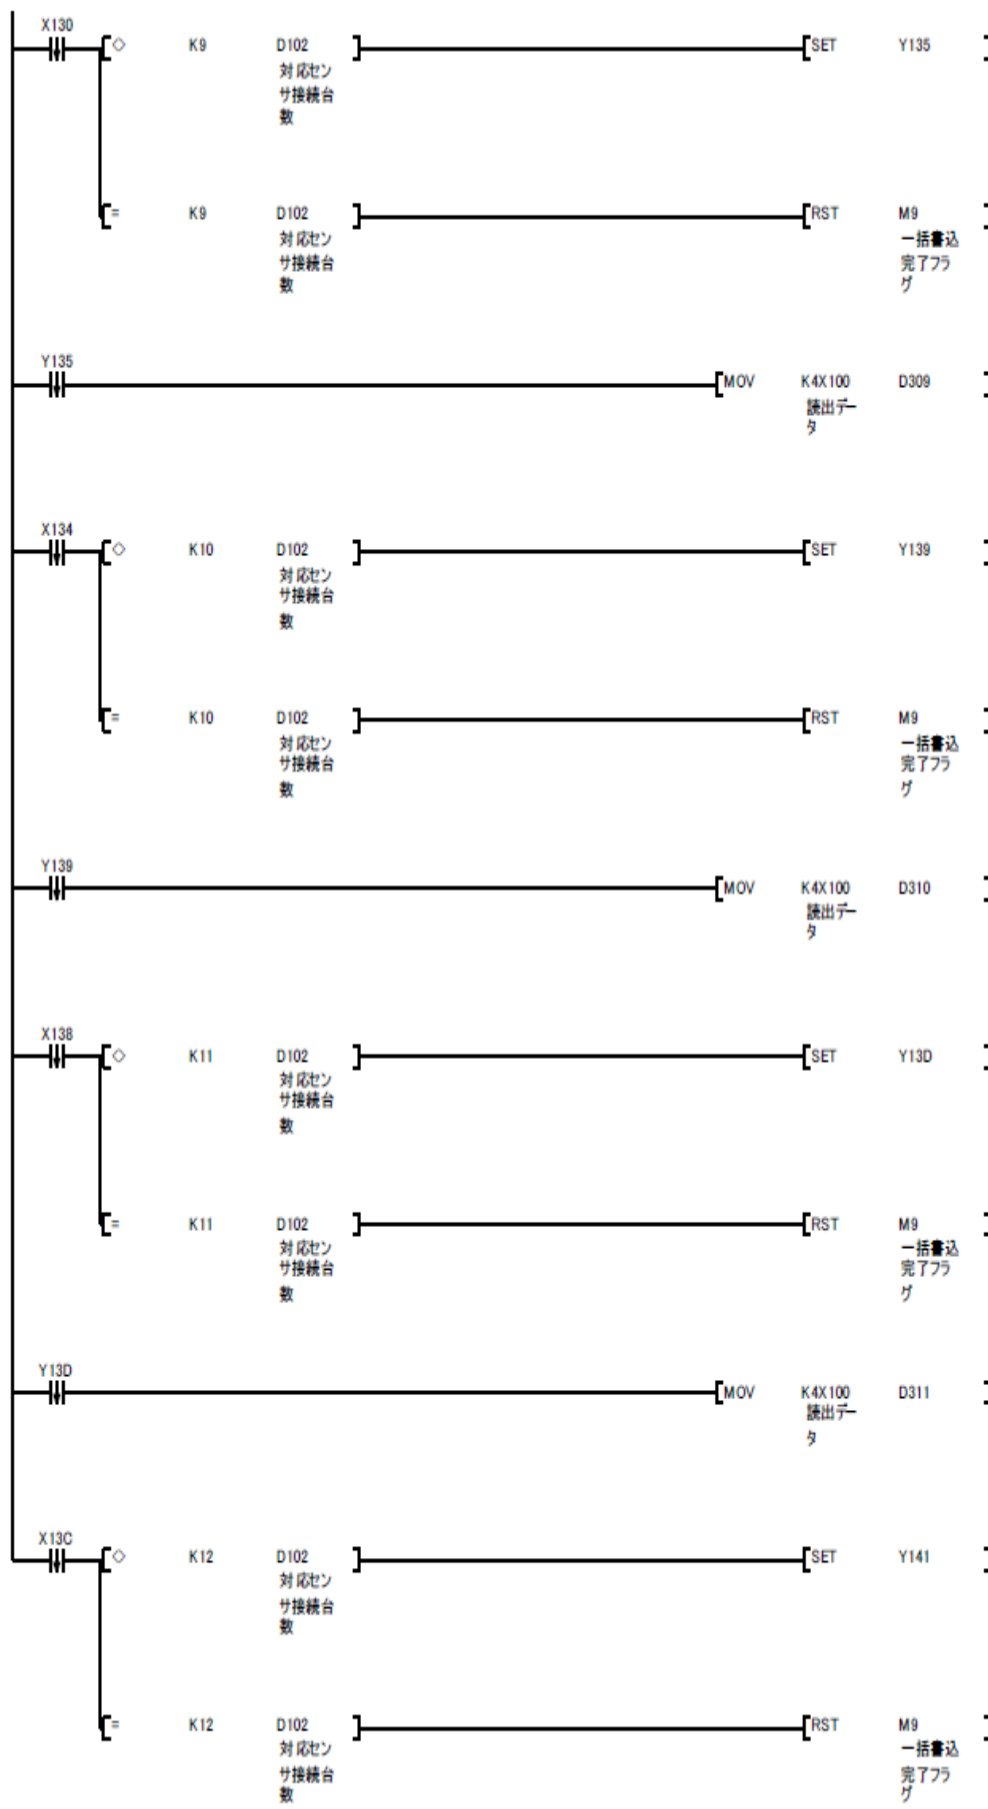 X130
◇ K9 D102 SET Y135
対応セン
サ接続台
数
= K9 D102 RST M9
対応セン 一括書込
サ接続台 完了フラ
数 グ
Y135
MOV K4X100 D309
読出デー
タ
X134
◇ K10 D102 SET Y139
対応セン
サ接続台
数
= K10 D102 RST M9
対応セン 一括書込
サ接続台 完了フラ
数 グ
Y139
MOV K4X100 D310
読出デー
タ
X138
◇ K11 D102 SET Y13D
対応セン
サ接続台
数
= K11 D102 RST M9
対応セン 一括書込
サ接続台 完了フラ
数 グ
Y13D
MOV K4X100 D311
読出デー
タ
X13C
◇ K12 D102 SET Y141
対応セン
サ接続台
数
= K12 D102 RST M9
対応セン 一括書込
サ接続台 完了フラ
数 グ